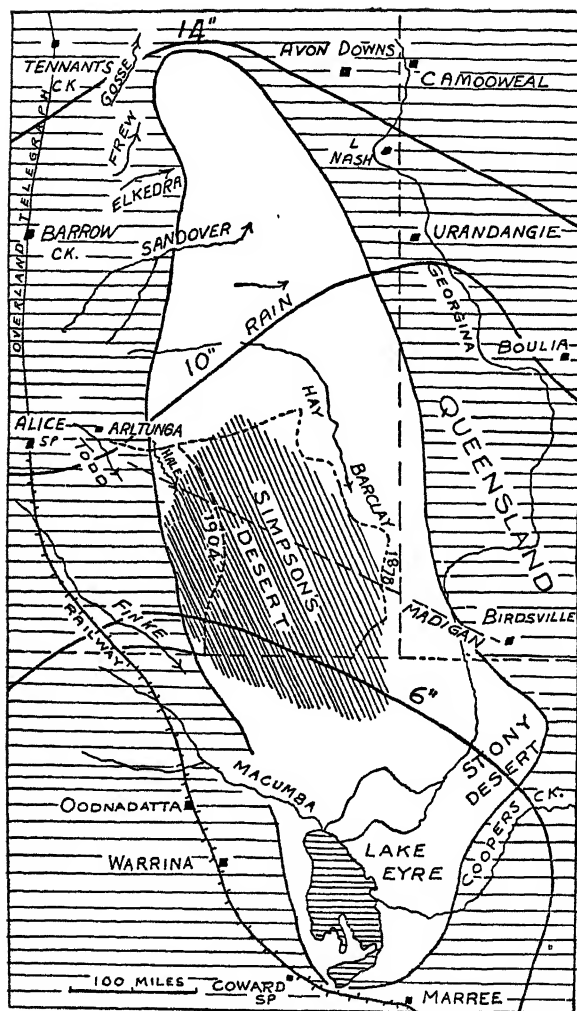 14"
AVON DOWNS
TENNANTS
CK.
GOSSE
CAMOOWEAL
OVERLAND TELEGRAPH
FREW
L
NASH
ELKEDRA
BARROW
CK.
SANDOVER
URANDANGIE
GEORGINA
RAIN
10"
BOULIA
QUEENSLAND
HAY
ALICE
SP
ARLTUNGA
TODD
HALE
BARCLAY
1904
SIMPSON'S
DESERT
1878
MADIGAN
BIRDSVILLE
FINKE
RAILWAY
6"
STONY
DESERT
MACUMBA
OODNADATTA
COOPERS CK.
LAKE
EYRE
WARRINA
100 MILES
COWARD
SP
MARREE